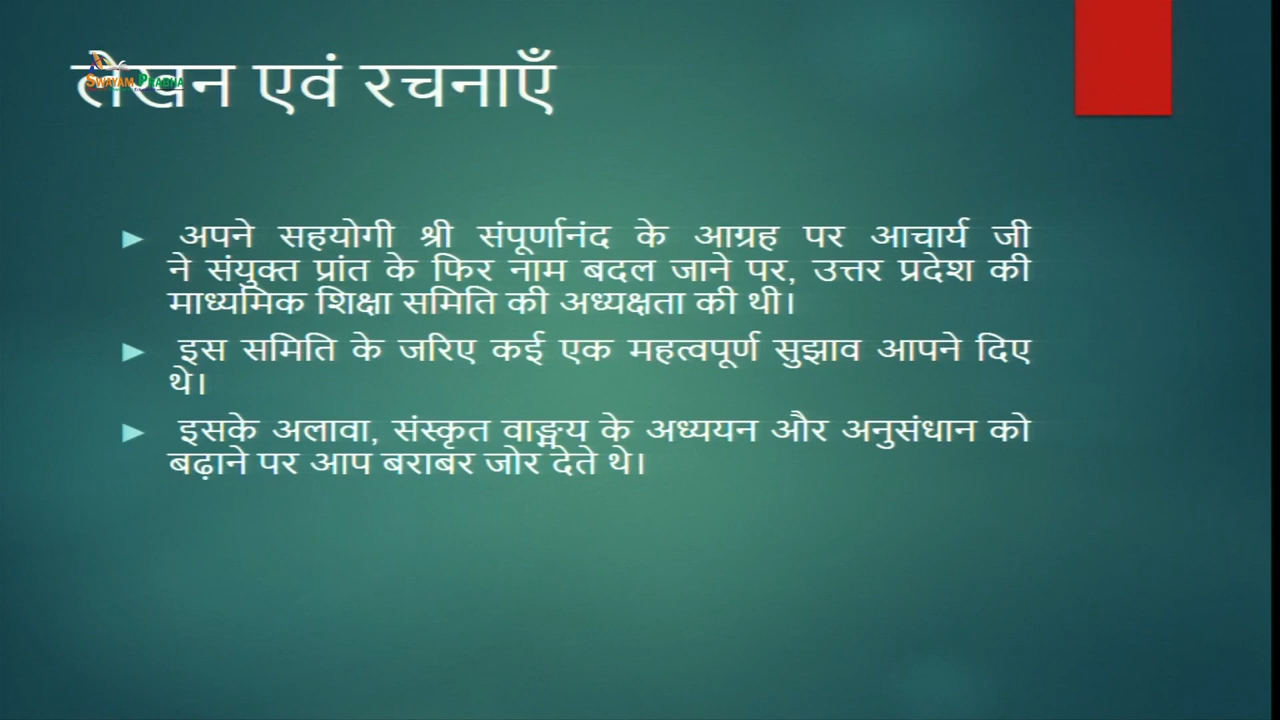 लेखन एवं रचनाएँ
SWAYAM PRABHA
अपने सहयोगी श्री संपूर्णानंद के आग्रह पर आचार्य जी
ने संयुक्त प्रांत के फिर नाम बदल जाने पर, उत्तर प्रदेश की
माध्यमिक शिक्षा समिति की अध्यक्षता की थी।
इस समिति के जरिए कई एक महत्वपूर्ण सुझाव आपने दिए
थे।
इसके अलावा, संस्कृत वाङ्मय के अध्ययन और अनुसंधान को
बढ़ाने पर आप बराबर जोर देते थे।